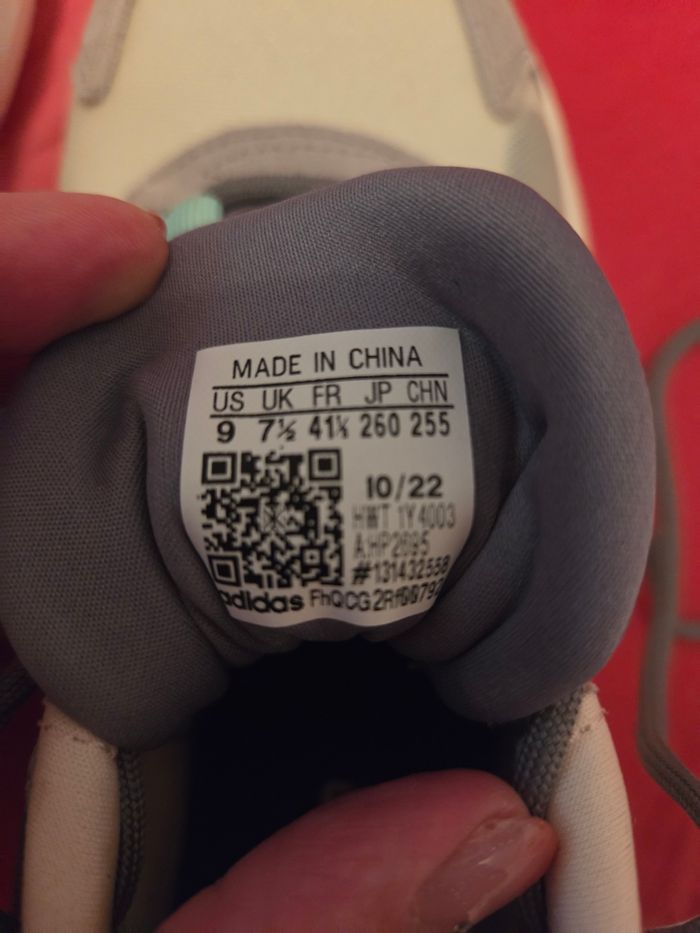 MADE IN CHINA
US UK FR JP CHN
9 7½ 41⅓ 260 255
10/22
HWT 1Y4003
A HP2695
#131432558
adidas